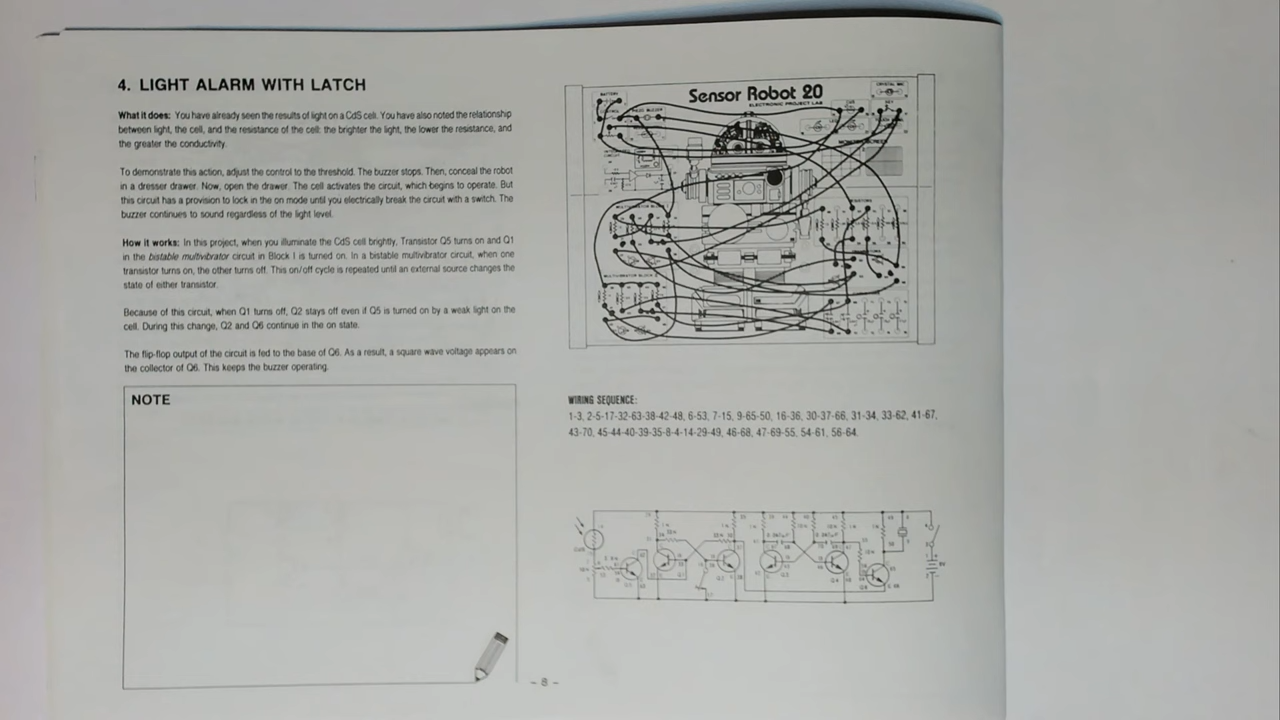 4. LIGHT ALARM WITH LATCH
What it does: You have already seen the results of light on a CdS cell. You have also noted the relationship
between light, the cell, and the resistance of the cell: the brighter the light, the lower the resistance, and
the greater the conductivity.
To demonstrate this action, adjust the control to the threshold. The buzzer stops. Then, conceal the robot
in a dresser drawer. Now, open the drawer. The cell activates the circuit, which begins to operate. But
this circuit has a provision to lock in the on mode until you electrically break the circuit with a switch. The
buzzer continues to sound regardless of the light level.
How it works: In this project, when you illuminate the CdS cell brightly, Transistor Q5 turns on and Q1
in the bistable multivibrator circuit in Block I is turned on. In a bistable multivibrator circuit, when one
transistor turns on, the other turns off. This on/off cycle is repeated until an external source changes the
state of either transistor.
Because of this circuit, when Q1 turns off, Q2 stays off even if Q5 is turned on by a weak light on the
cell. During this change, Q2 and Q6 continue in the on state.
The flip-flop output of the circuit is fed to the base of Q6. As a result, a square wave voltage appears on
the collector of Q6. This keeps the buzzer operating.
NOTE
Sensor Robot 20
ELECTRONIC PROJECT LAB
CRYSTAL MIC
BATTERY
KEY
MULTIVIBRATOR BLOCK
WIRING SEQUENCE:
1-3, 2-5-17-32-63-38-42-48, 6-53, 7-15, 9-65-50, 16-36, 30-37-66, 31-34, 33-62, 41-67,
43-70, 45-44-40-39-35-8-4-14-29-49, 46-68, 47-69-55, 54-61, 56-64.
- 8 -